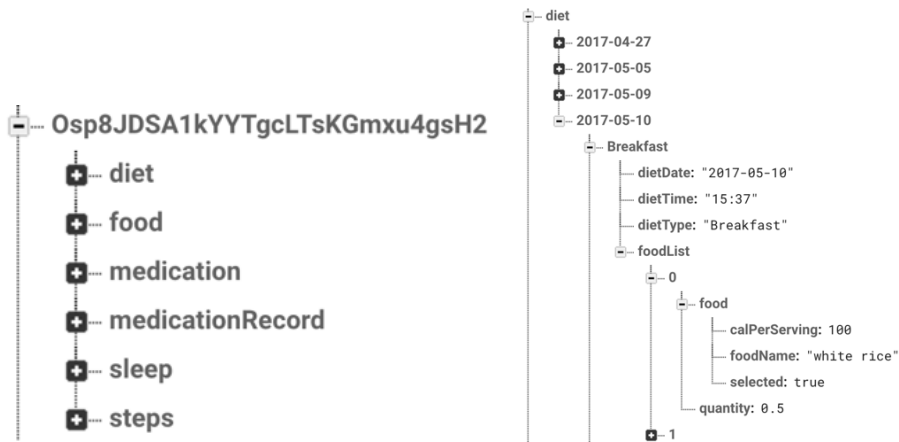 Osp8JDSA1kYYTgcLTsKGmxu4gsH2
diet
food
medication
medicationRecord
sleep
steps
diet
2017-04-27
2017-05-05
2017-05-09
2017-05-10
Breakfast
dietDate: "2017-05-10"
dietTime: "15:37"
dietType: "Breakfast"
foodList
0
food
calPerServing: 100
foodName: "white rice"
selected: true
quantity: 0.5
1